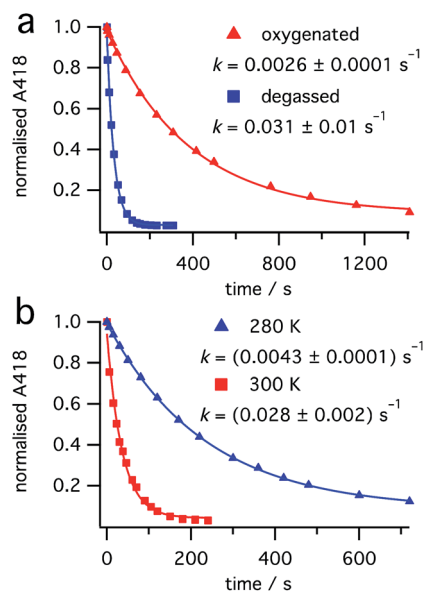 a
1.0
0.8
0.6
0.4
0.2
normalised A418
oxygenated
k = 0.0026 ± 0.0001 s⁻¹
degassed
k = 0.031 ± 0.01 s⁻¹
0 400 800 1200
time / s
b
1.0
0.8
0.6
0.4
0.2
normalised A418
280 K
k = (0.0043 ± 0.0001) s⁻¹
300 K
k = (0.028 ± 0.002) s⁻¹
0 200 400 600
time / s